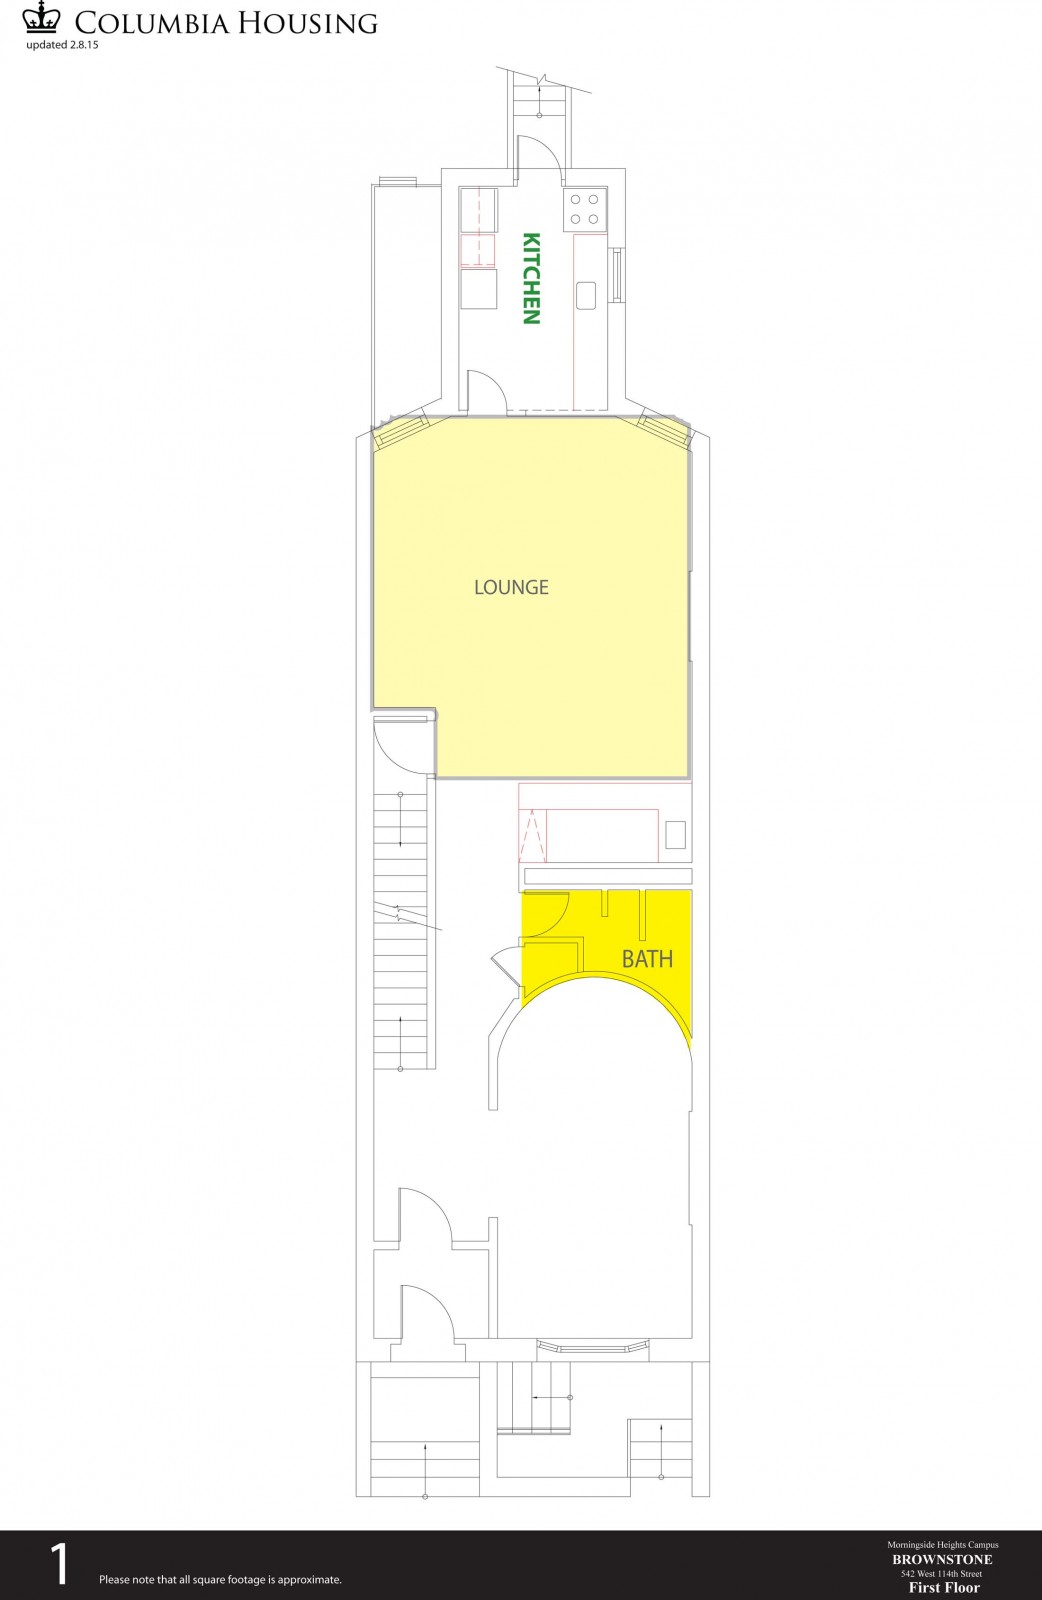 COLUMBIA HOUSING
updated 2.8.15
KITCHEN
LOUNGE
BATH
1
Please note that all square footage is approximate.
Morningside Heights Campus
BROWNSTONE
542 West 114th Street
First Floor